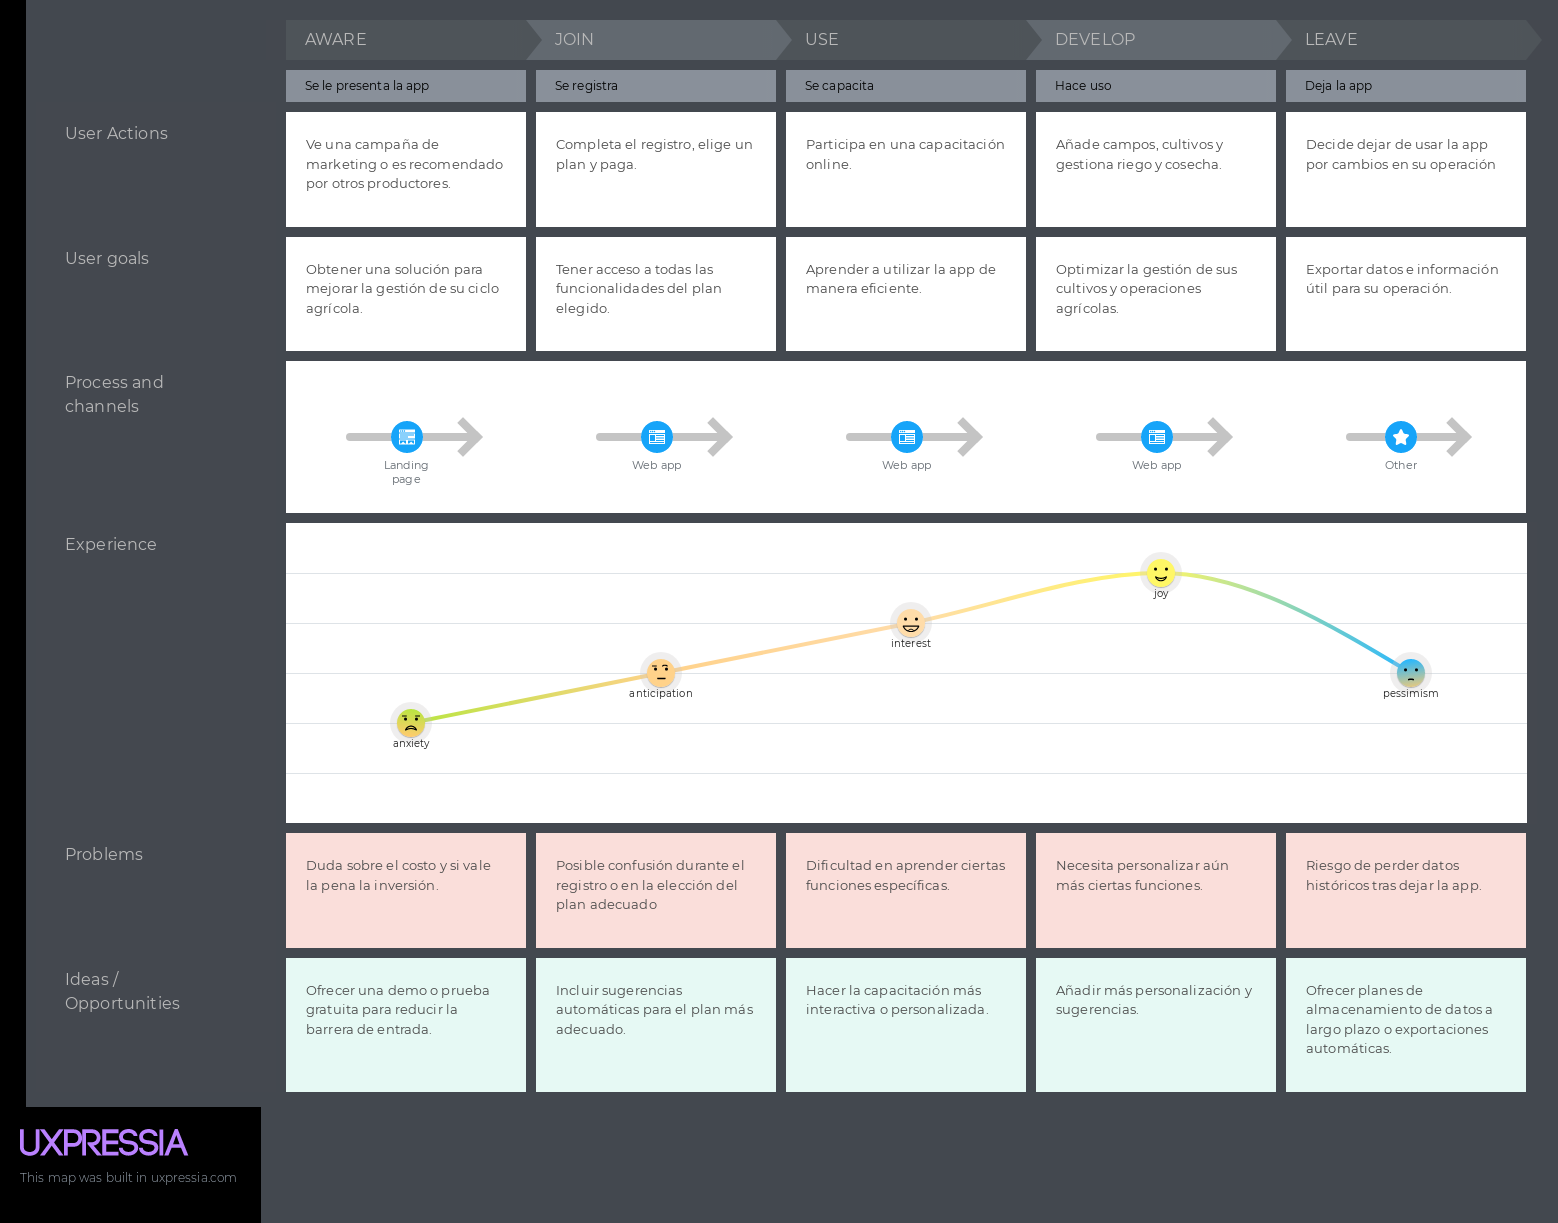 AWARE
JOIN
USE
DEVELOP
LEAVE
Se le presenta la app
Se registra
Se capacita
Hace uso
Deja la app
User Actions
Ve una campaña de
marketing o es recomendado
por otros productores.
Completa el registro, elige un
plan y paga.
Participa en una capacitación
online.
Añade campos, cultivos y
gestiona riego y cosecha.
Decide dejar de usar la app
por cambios en su operación
User goals
Obtener una solución para
mejorar la gestión de su ciclo
agrícola.
Tener acceso a todas las
funcionalidades del plan
elegido.
Aprender a utilizar la app de
manera eficiente.
Optimizar la gestión de sus
cultivos y operaciones
agrícolas.
Exportar datos e información
útil para su operación.
Process and
channels
Landing
page
Web app
Web app
Web app
Other
Experience
anxiety
anticipation
interest
joy
pessimism
Problems
Duda sobre el costo y si vale
la pena la inversión.
Posible confusión durante el
registro o en la elección del
plan adecuado
Dificultad en aprender ciertas
funciones específicas.
Necesita personalizar aún
más ciertas funciones.
Riesgo de perder datos
históricos tras dejar la app.
Ideas /
Opportunities
Ofrecer una demo o prueba
gratuita para reducir la
barrera de entrada.
Incluir sugerencias
automáticas para el plan más
adecuado.
Hacer la capacitación más
interactiva o personalizada.
Añadir más personalización y
sugerencias.
Ofrecer planes de
almacenamiento de datos a
largo plazo o exportaciones
automáticas.
UXPRESSIA
This map was built in uxpressia.com